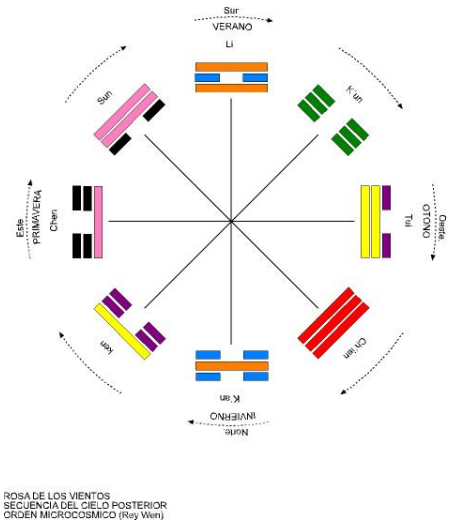 Sur
VERANO
Li
K'un
Oeste
OTOÑO
Tui
Ch'ien
K'an
INVIERNO
Norte
ken
Este
PRIMAVERA
Chen
Sun
ROSA DE LOS VIENTOS
SECUENCIA DEL CIELO POSTERIOR
ORDEN MICROCOSMICO (Rey Wen)